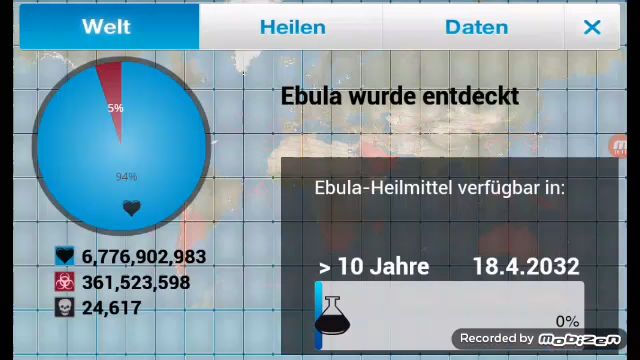 Welt
Heilen
Daten
×
5%
94%
6,776,902,983
361,523,598
24,617
Ebula wurde entdeckt
Ebula-Heilmittel verfügbar in:
> 10 Jahre 18.4.2032
0%
Recorded by mobizen